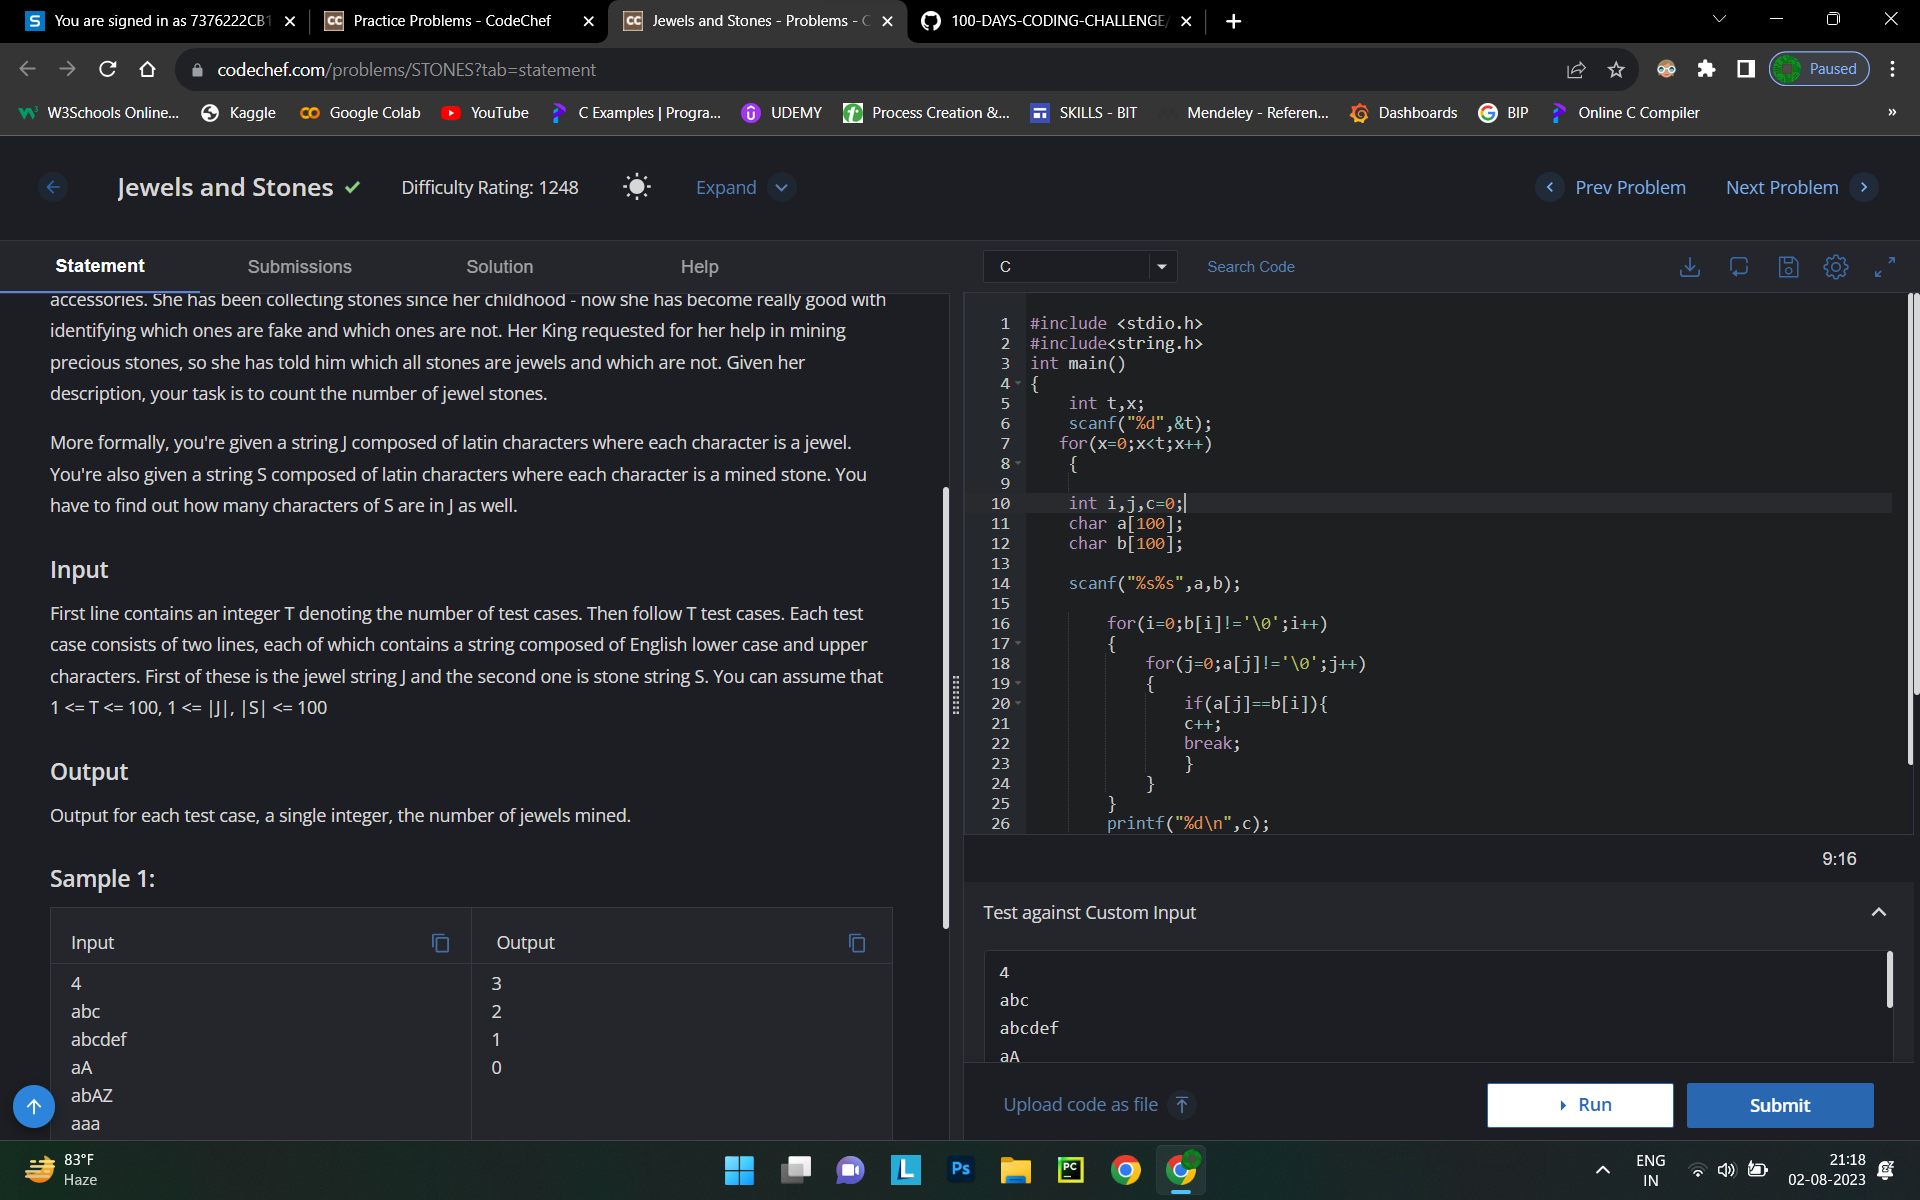 S You are signed in as 7376222CB1
CC Practice Problems - CodeChef
CC Jewels and Stones - Problems - C
100-DAYS-CODING-CHALLENGE/
codechef.com/problems/STONES?tab=statement
Paused
W3Schools Online...
Kaggle
Google Colab
YouTube
C Examples | Progra...
UDEMY
Process Creation &...
SKILLS - BIT
Mendeley - Referen...
Dashboards
BIP
Online C Compiler
»
Jewels and Stones
Difficulty Rating: 1248
Expand
Prev Problem
Next Problem
Statement
Submissions
Solution
Help
accessories. She has been collecting stones since her childhood - now she has become really good with
identifying which ones are fake and which ones are not. Her King requested for her help in mining
precious stones, so she has told him which all stones are jewels and which are not. Given her
description, your task is to count the number of jewel stones.
More formally, you're given a string J composed of latin characters where each character is a jewel.
You're also given a string S composed of latin characters where each character is a mined stone. You
have to find out how many characters of S are in J as well.
Input
First line contains an integer T denoting the number of test cases. Then follow T test cases. Each test
case consists of two lines, each of which contains a string composed of English lower case and upper
characters. First of these is the jewel string J and the second one is stone string S. You can assume that
1 <= T <= 100, 1 <= |J|, |S| <= 100
Output
Output for each test case, a single integer, the number of jewels mined.
Sample 1:
Input
Output
4
abc
abcdef
aA
abAZ
aaa
3
2
1
0
C
Search Code
1 #include <stdio.h>
2 #include<string.h>
3 int main()
4 {
5 int t,x;
6 scanf("%d",&t);
7 for(x=0;x<t;x++)
8 {
9
10 int i,j,c=0;
11 char a[100];
12 char b[100];
13
14 scanf("%s%s",a,b);
15
16 for(i=0;b[i]!='\0';i++)
17 {
18 for(j=0;a[j]!='\0';j++)
19 {
20 if(a[j]==b[i]){
21 c++;
22 break;
23 }
24 }
25 }
26 printf("%d\n",c);
9:16
Test against Custom Input
4
abc
abcdef
aA
Upload code as file
Run
Submit
83°F
Haze
L
Ps
PC
ENG
IN
21:18
02-08-2023